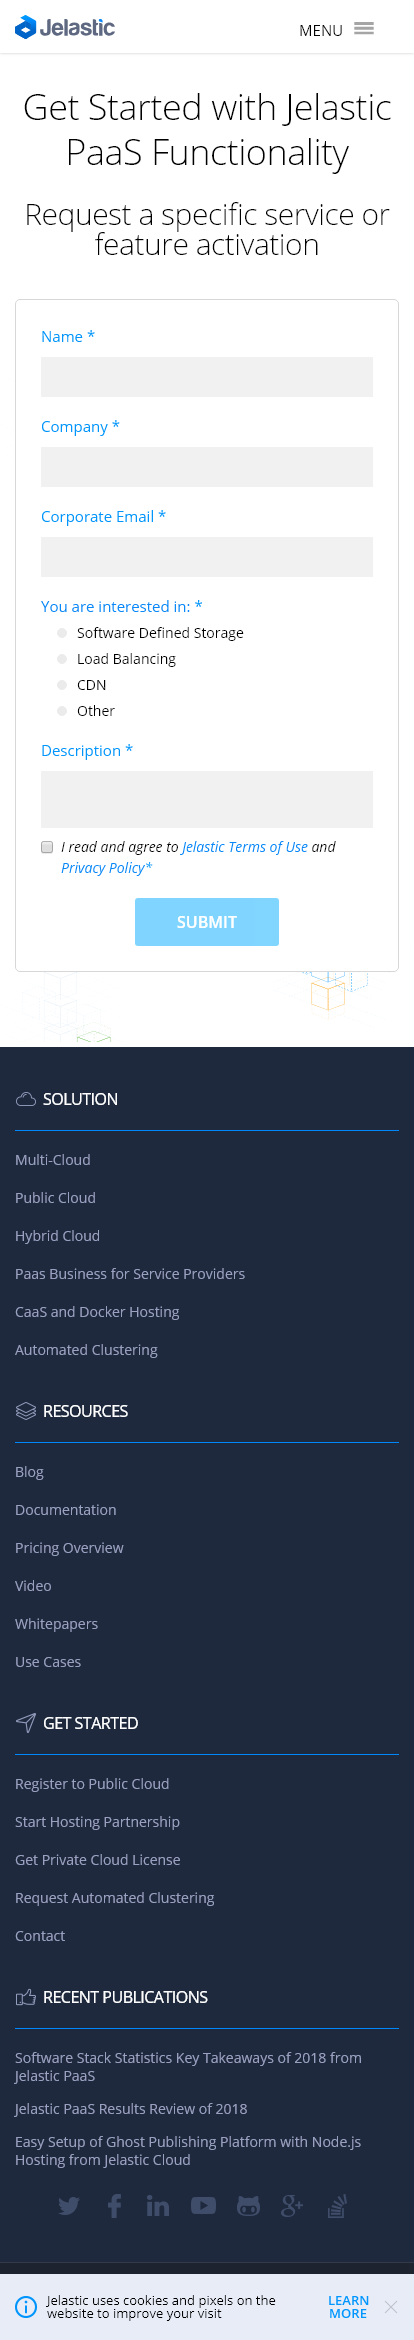 Jelastic
MENU
Get Started with Jelastic
PaaS Functionality
Request a specific service or
feature activation
Name *
Company *
Corporate Email *
You are interested in: *
Software Defined Storage
Load Balancing
CDN
Other
Description *
I read and agree to Jelastic Terms of Use and
Privacy Policy*
SUBMIT
SOLUTION
Multi-Cloud
Public Cloud
Hybrid Cloud
Paas Business for Service Providers
CaaS and Docker Hosting
Automated Clustering
RESOURCES
Blog
Documentation
Pricing Overview
Video
Whitepapers
Use Cases
GET STARTED
Register to Public Cloud
Start Hosting Partnership
Get Private Cloud License
Request Automated Clustering
Contact
RECENT PUBLICATIONS
Software Stack Statistics Key Takeaways of 2018 from
Jelastic PaaS
Jelastic PaaS Results Review of 2018
Easy Setup of Ghost Publishing Platform with Node.js
Hosting from Jelastic Cloud
Jelastic uses cookies and pixels on the
website to improve your visit
LEARN
MORE